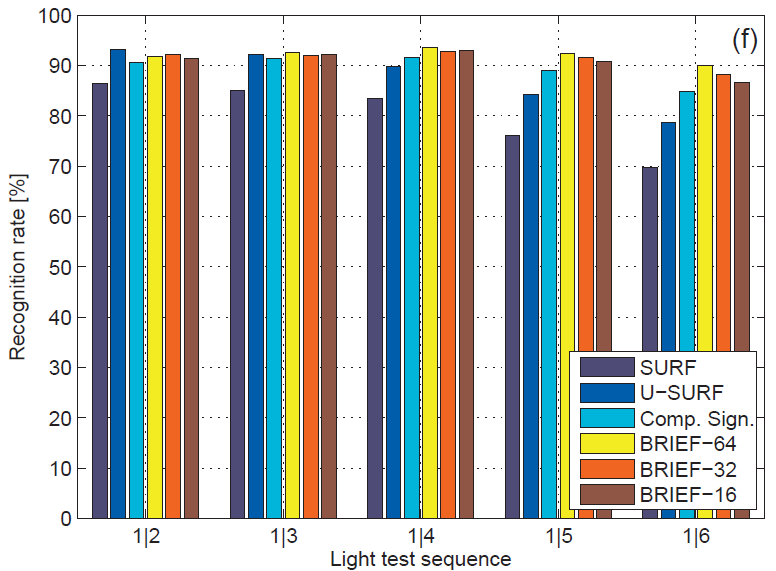 (f)
Recognition rate [%]
100
90
80
70
60
50
40
30
20
10
0
SURF
U−SURF
Comp. Sign.
BRIEF−64
BRIEF−32
BRIEF−16
1|2 1|3 1|4 1|5 1|6
Light test sequence